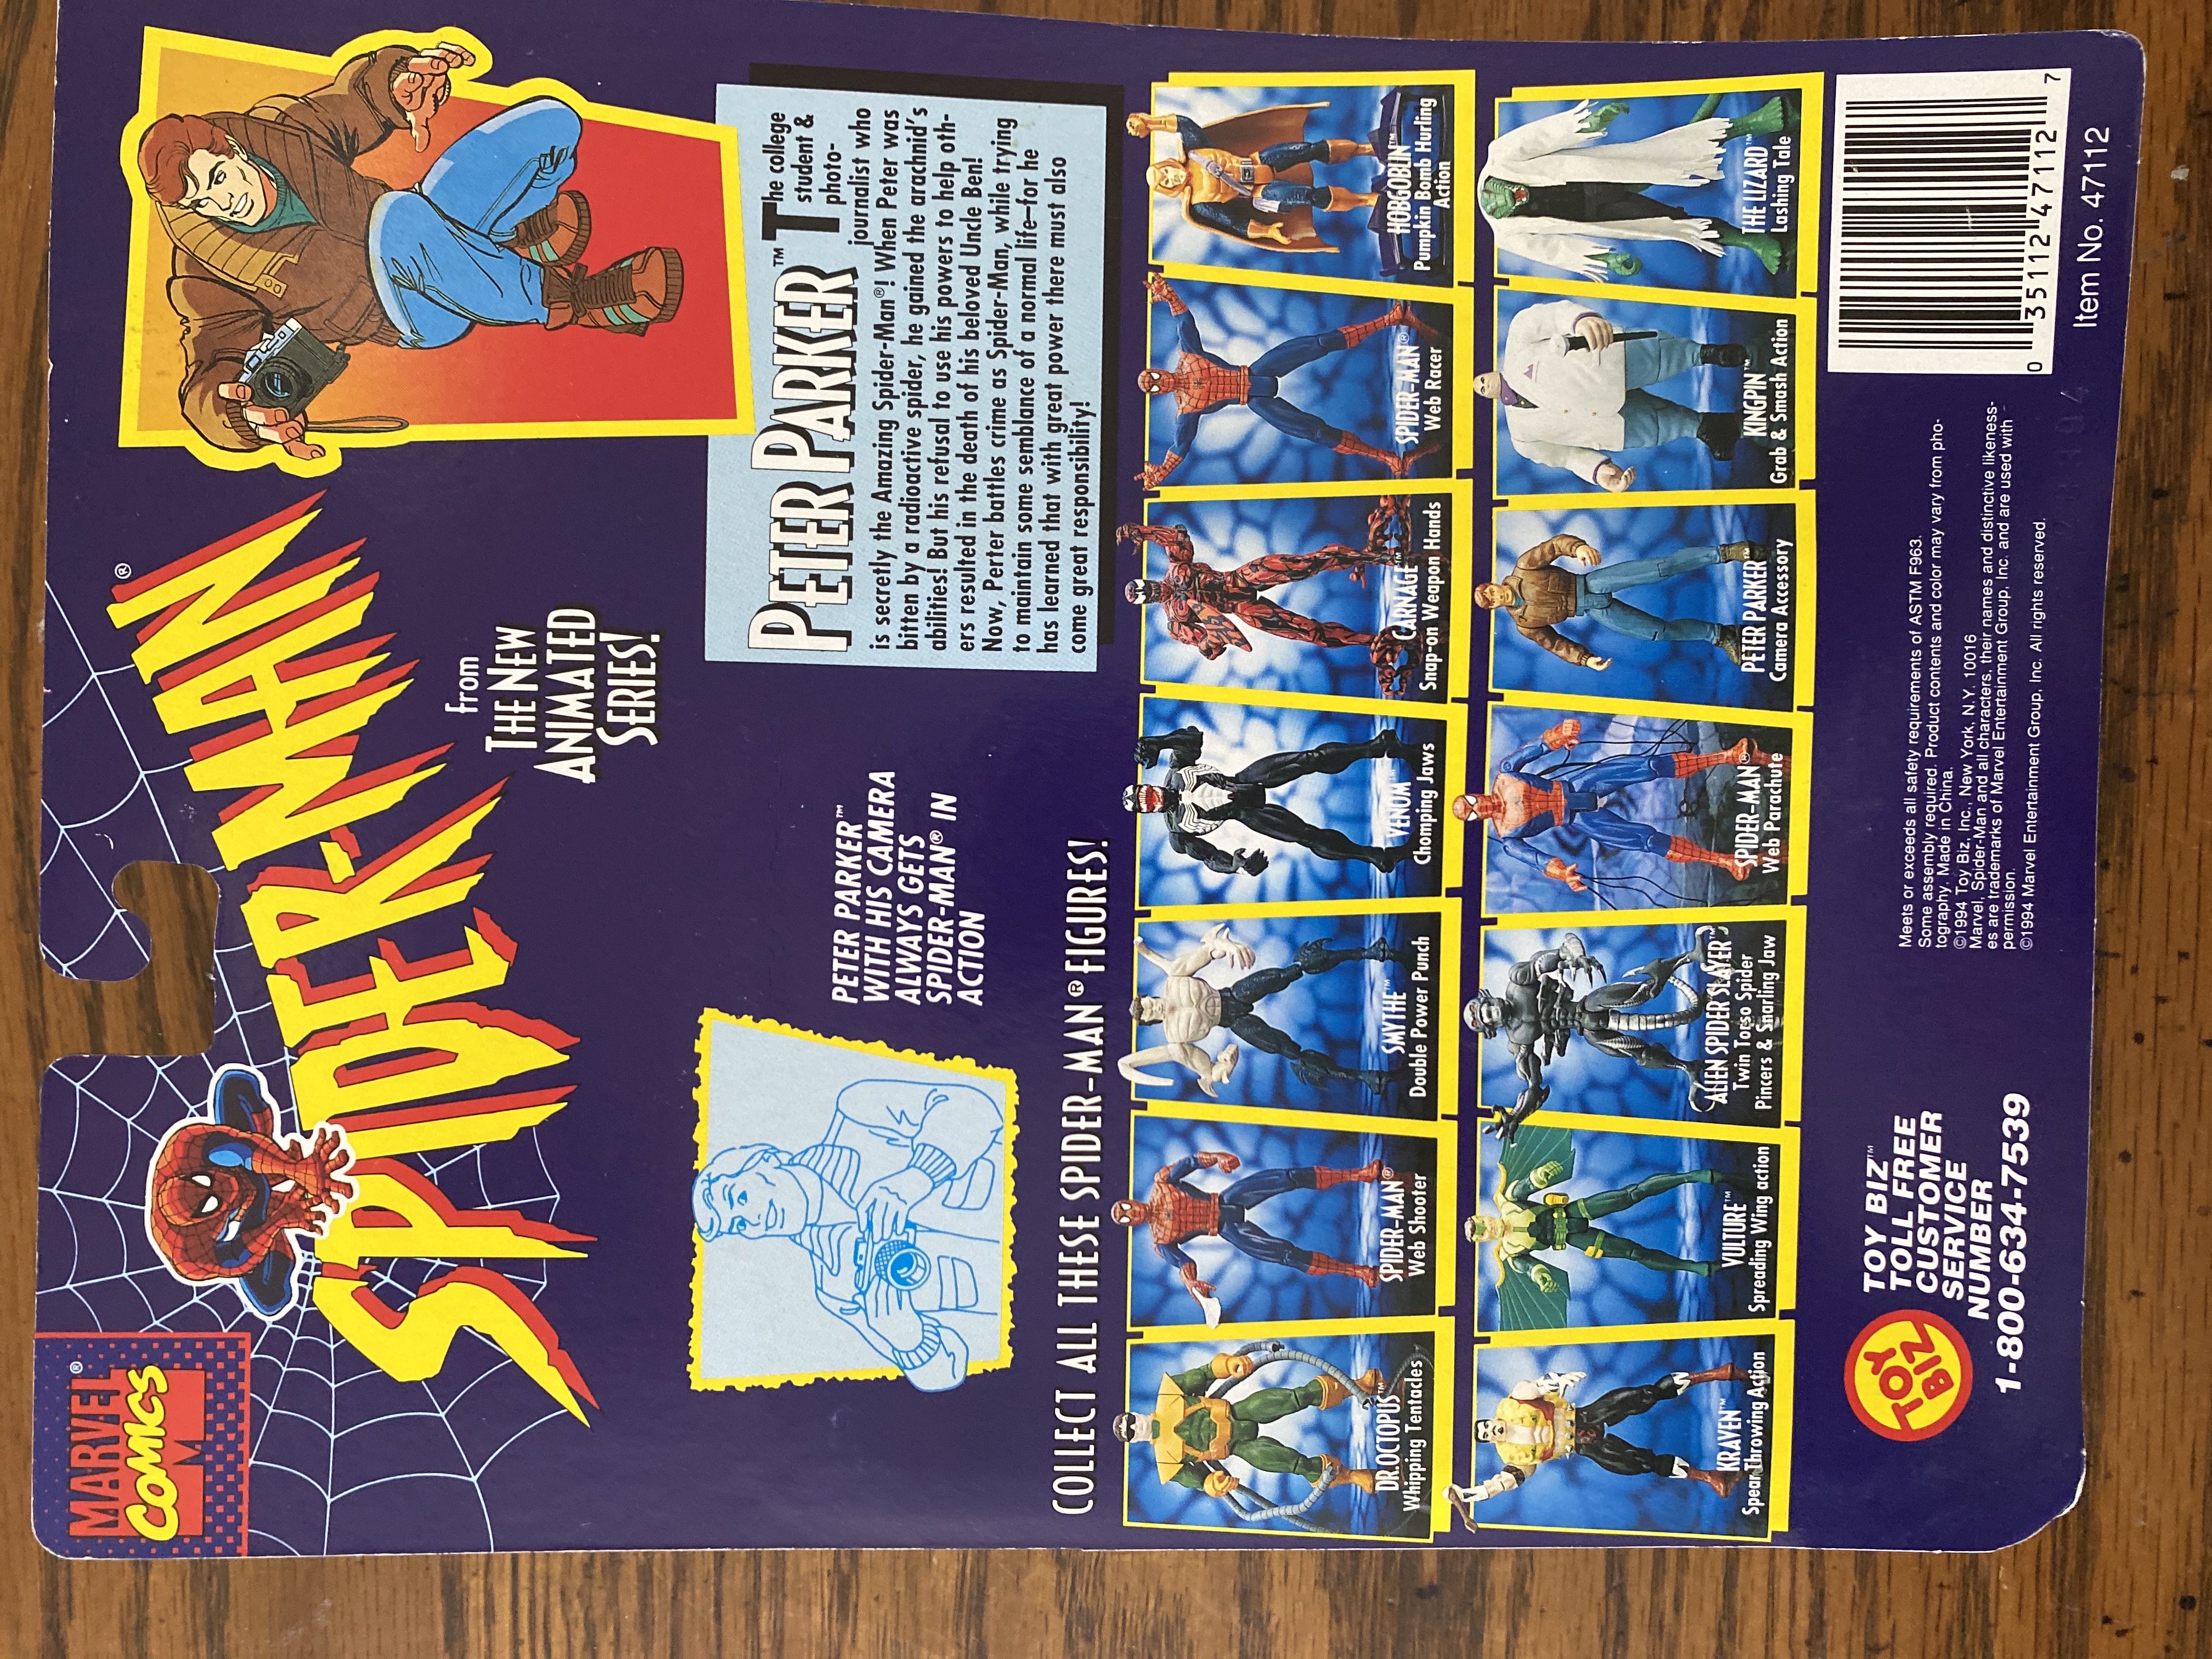 MARVEL®
COMICS
SPIDER-MAN®
from
THE NEW
ANIMATED
SERIES!
PETER PARKER™
WITH HIS CAMERA
ALWAYS GETS
SPIDER-MAN® IN
ACTION
PETER PARKER™
The college
student &
photo-
journalist who
is secretly the Amazing Spider-Man®! When Peter was
bitten by a radioactive spider, he gained the arachnid's
abilities! But his refusal to use his powers to help oth-
ers resulted in the death of his beloved Uncle Ben!
Now, Perter battles crime as Spider-Man, while trying
to maintain some semblance of a normal life–for he
has learned that with great power there must also
come great responsibility!
COLLECT ALL THESE SPIDER-MAN® FIGURES!
DR.OCTOPUS™
Whipping Tentacles
SPIDER-MAN®
Web Shooter
SMYTHE™
Double Power Punch
VENOM™
Chomping Jaws
CARNAGE™
Snap-on Weapon Hands
SPIDER-MAN®
Web Racer
HOBGOBLIN™
Pumpkin Bomb Hurling
Action
KRAVEN™
Spear Throwing Action
VULTURE™
Spreading Wing action
ALIEN SPIDER SLAYER™
Twin Torso Spider
Pincers & Snarling Jaw
SPIDER-MAN®
Web Parachute
PETER PARKER™
Camera Accessory
KINGPIN™
Grab & Smash Action
THE LIZARD™
Lashing Tale
TOY BIZ
TOY BIZ™
TOLL FREE
CUSTOMER
SERVICE
NUMBER
1-800-634-7539
Meets or exceeds all safety requirements of ASTM F963.
Some assembly required. Product contents and color may vary from pho-
tography. Made in China.
©1994 Toy Biz, Inc., New York, N.Y. 10016
Marvel, Spider-Man and all characters, their names and distinctive likeness-
es are trademarks of Marvel Entertainment Group, Inc. and are used with
permission.
©1994 Marvel Entertainment Group, Inc. All rights reserved.
0 35112 47112 7
Item No. 47112